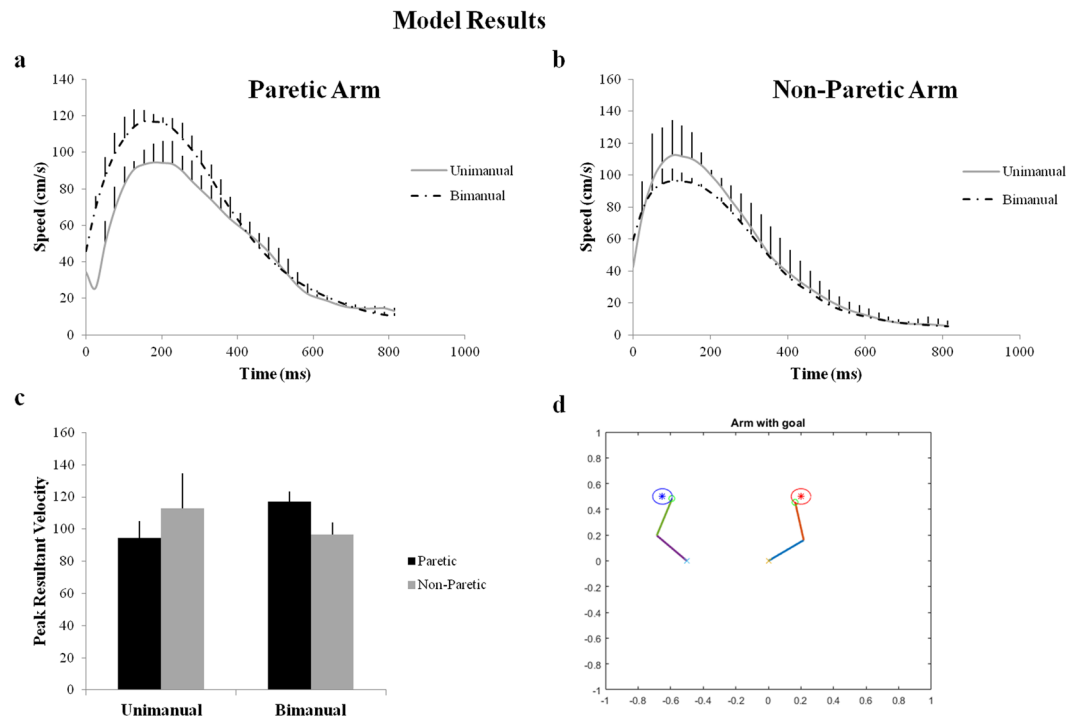 Model Results
a
Paretic Arm
140
120
100
80
60
40
20
0
Speed (cm/s)
0 200 400 600 800 1000
Time (ms)
Unimanual
Bimanual
b
Non-Paretic Arm
160
140
120
100
80
60
40
20
0
Speed (cm/s)
0 200 400 600 800 1000
Time (ms)
Unimanual
Bimanual
c
160
140
120
100
80
60
40
20
0
Peak Resultant Velocity
Unimanual Bimanual
Paretic
Non-Paretic
d
Arm with goal
1
0.8
0.6
0.4
0.2
0
-0.2
-0.4
-0.6
-0.8
-1
-1 -0.8 -0.6 -0.4 -0.2 0 0.2 0.4 0.6 0.8 1